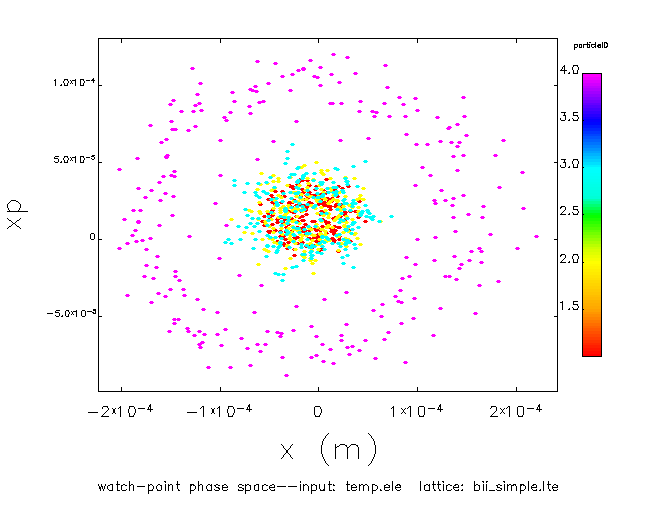 particleID
4.0
3.5
3.0
2.5
2.0
1.5
1.0×10⁻⁴
5.0×10⁻⁵
0
−5.0×10⁻⁵
xp
−2×10⁻⁴ −1×10⁻⁴ 0 1×10⁻⁴ 2×10⁻⁴
x (m)
watch-point phase space--input: temp.ele lattice: bii_simple.lte